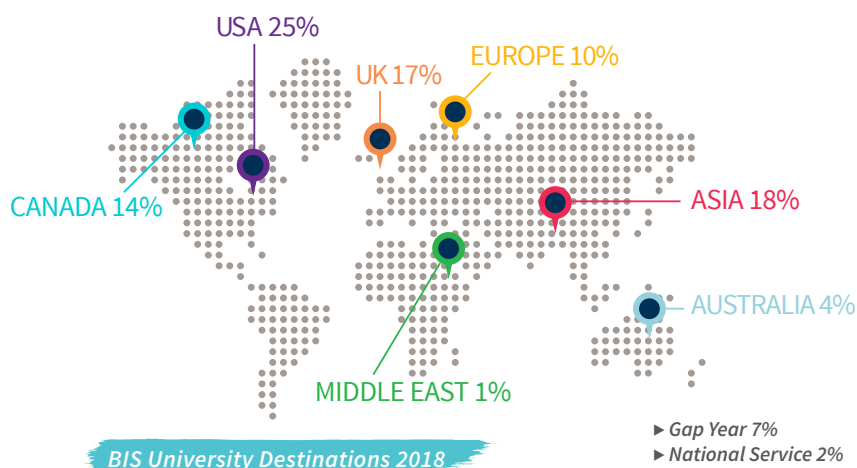 USA 25%
UK 17%
EUROPE 10%
CANADA 14%
ASIA 18%
AUSTRALIA 4%
MIDDLE EAST 1%
▶ Gap Year 7%
▶ National Service 2%
BIS University Destinations 2018